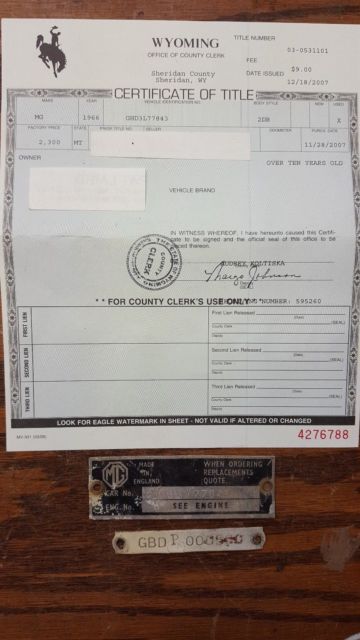 WYOMING
OFFICE OF COUNTY CLERK
Sheridan County
Sheridan, WY
TITLE NUMBER
03-0531101
FEE
$9.00
DATE ISSUED
12/18/2007
CERTIFICATE OF TITLE
MAKE YEAR VEHICLE IDENTIFICATION NO. BODY STYLE NEW USED
MG 1966 GHD3L77843 2DR X
FACTORY PRICE STATE PRIOR TITLE NO. SELLER ODOMETER PURCH. DATE
2,300 MT 11/28/2007
OWNER
OVER TEN YEARS OLD
VEHICLE BRAND
IN WITNESS WHEREOF, I have hereunto caused this Certifi-
cate to be signed and the official seal of this office to be
placed thereon.
COUNTY CLERK
AUDREY KOLTISKA
** FOR COUNTY CLERK'S USE ONLY **
NUMBER: 595260
FIRST LIEN
First Lien Released
(Date)
(SEAL)
County Clerk
Deputy
SECOND LIEN
Second Lien Released
(Date)
(SEAL)
County Clerk
Deputy
THIRD LIEN
Third Lien Released
(Date)
(SEAL)
County Clerk
Deputy
LOOK FOR EAGLE WATERMARK IN SHEET - NOT VALID IF ALTERED OR CHANGED
4276788
MG
MADE IN ENGLAND
WHEN ORDERING REPLACEMENTS QUOTE
CAR No.
ENG. No. SEE ENGINE
GBD P